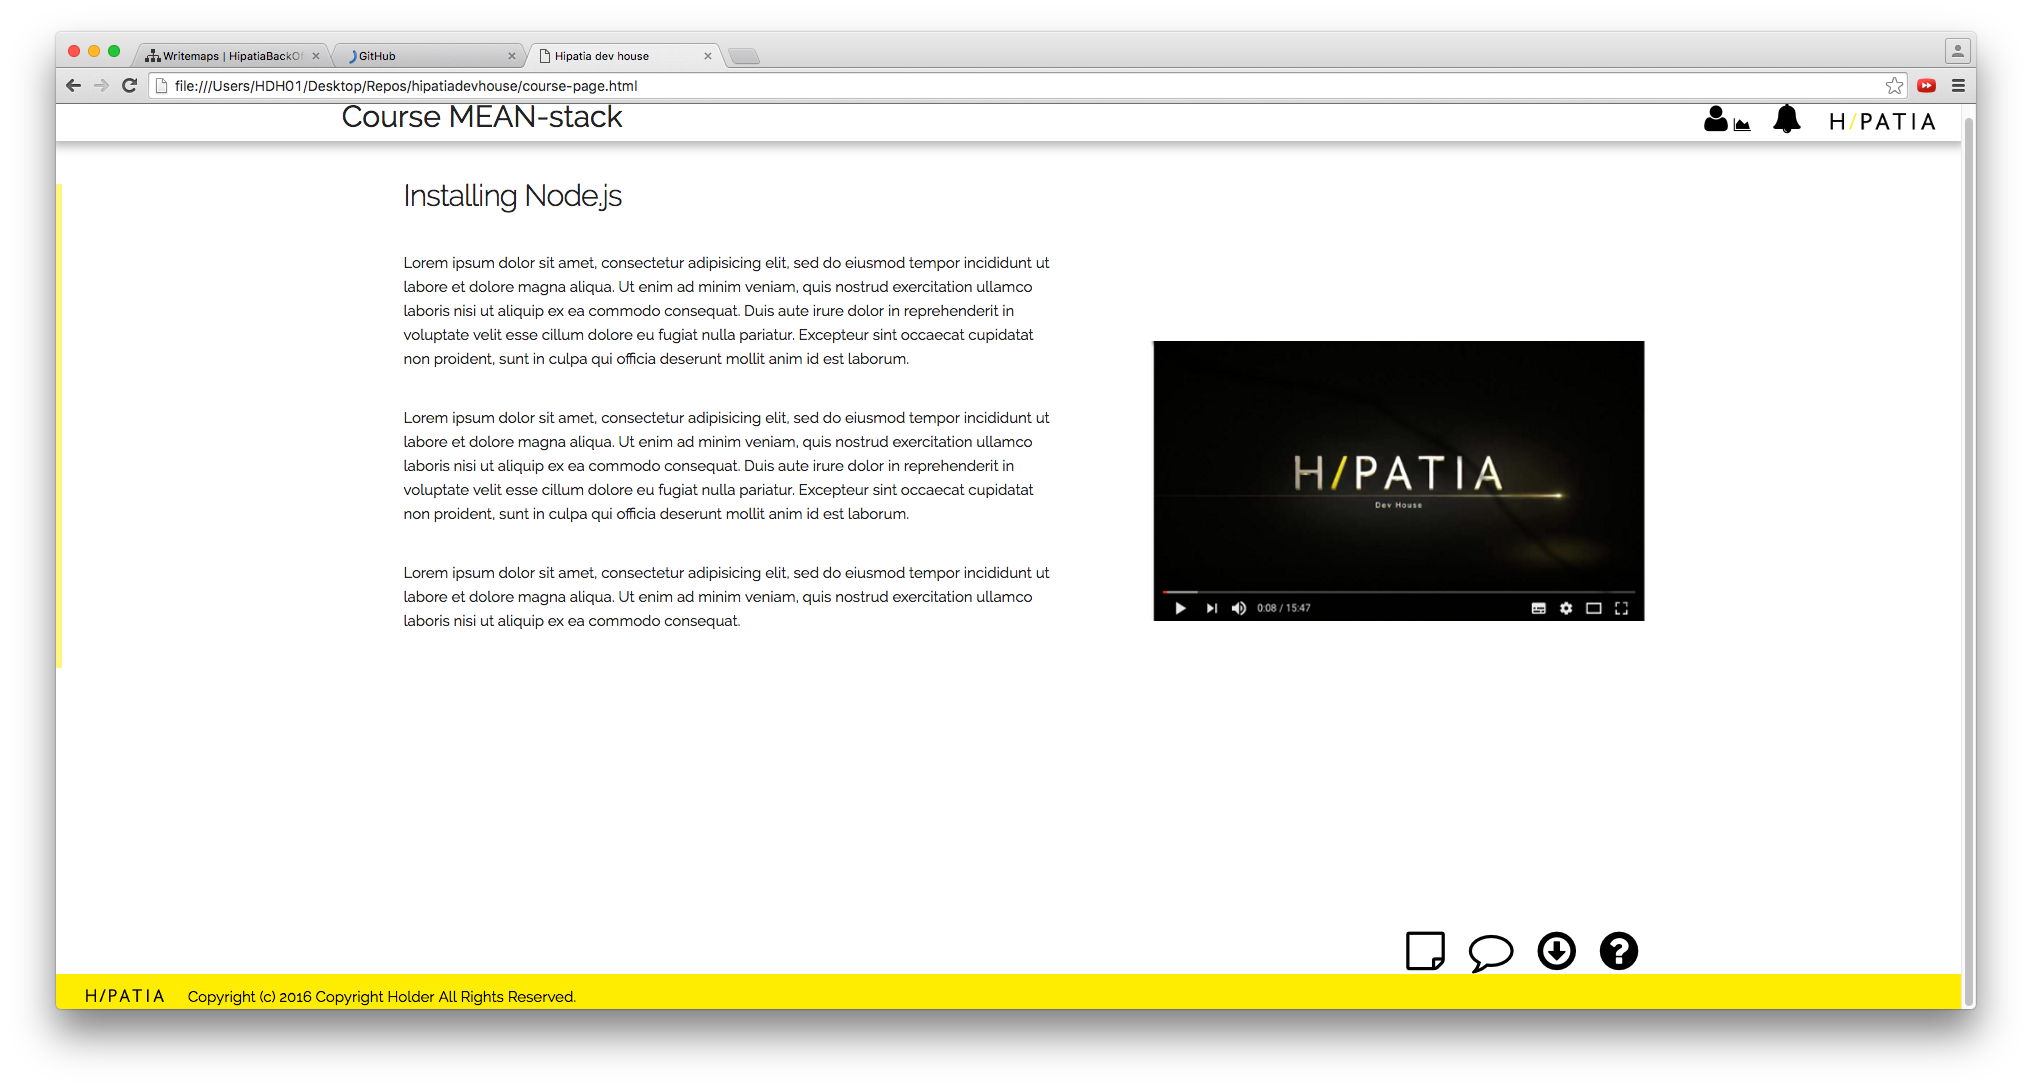 Writemaps | HipatiaBackOf
GitHub
Hipatia dev house
file:///Users/HDH01/Desktop/Repos/hipatiadevhouse/course-page.html
Course MEAN-stack
H/PATIA
Installing Node.js
Lorem ipsum dolor sit amet, consectetur adipisicing elit, sed do eiusmod tempor incididunt ut
labore et dolore magna aliqua. Ut enim ad minim veniam, quis nostrud exercitation ullamco
laboris nisi ut aliquip ex ea commodo consequat. Duis aute irure dolor in reprehenderit in
voluptate velit esse cillum dolore eu fugiat nulla pariatur. Excepteur sint occaecat cupidatat
non proident, sunt in culpa qui officia deserunt mollit anim id est laborum.
Lorem ipsum dolor sit amet, consectetur adipisicing elit, sed do eiusmod tempor incididunt ut
labore et dolore magna aliqua. Ut enim ad minim veniam, quis nostrud exercitation ullamco
laboris nisi ut aliquip ex ea commodo consequat. Duis aute irure dolor in reprehenderit in
voluptate velit esse cillum dolore eu fugiat nulla pariatur. Excepteur sint occaecat cupidatat
non proident, sunt in culpa qui officia deserunt mollit anim id est laborum.
Lorem ipsum dolor sit amet, consectetur adipisicing elit, sed do eiusmod tempor incididunt ut
labore et dolore magna aliqua. Ut enim ad minim veniam, quis nostrud exercitation ullamco
laboris nisi ut aliquip ex ea commodo consequat.
H/PATIA
Dev House
0:08 / 15:47
H/PATIA Copyright (c) 2016 Copyright Holder All Rights Reserved.